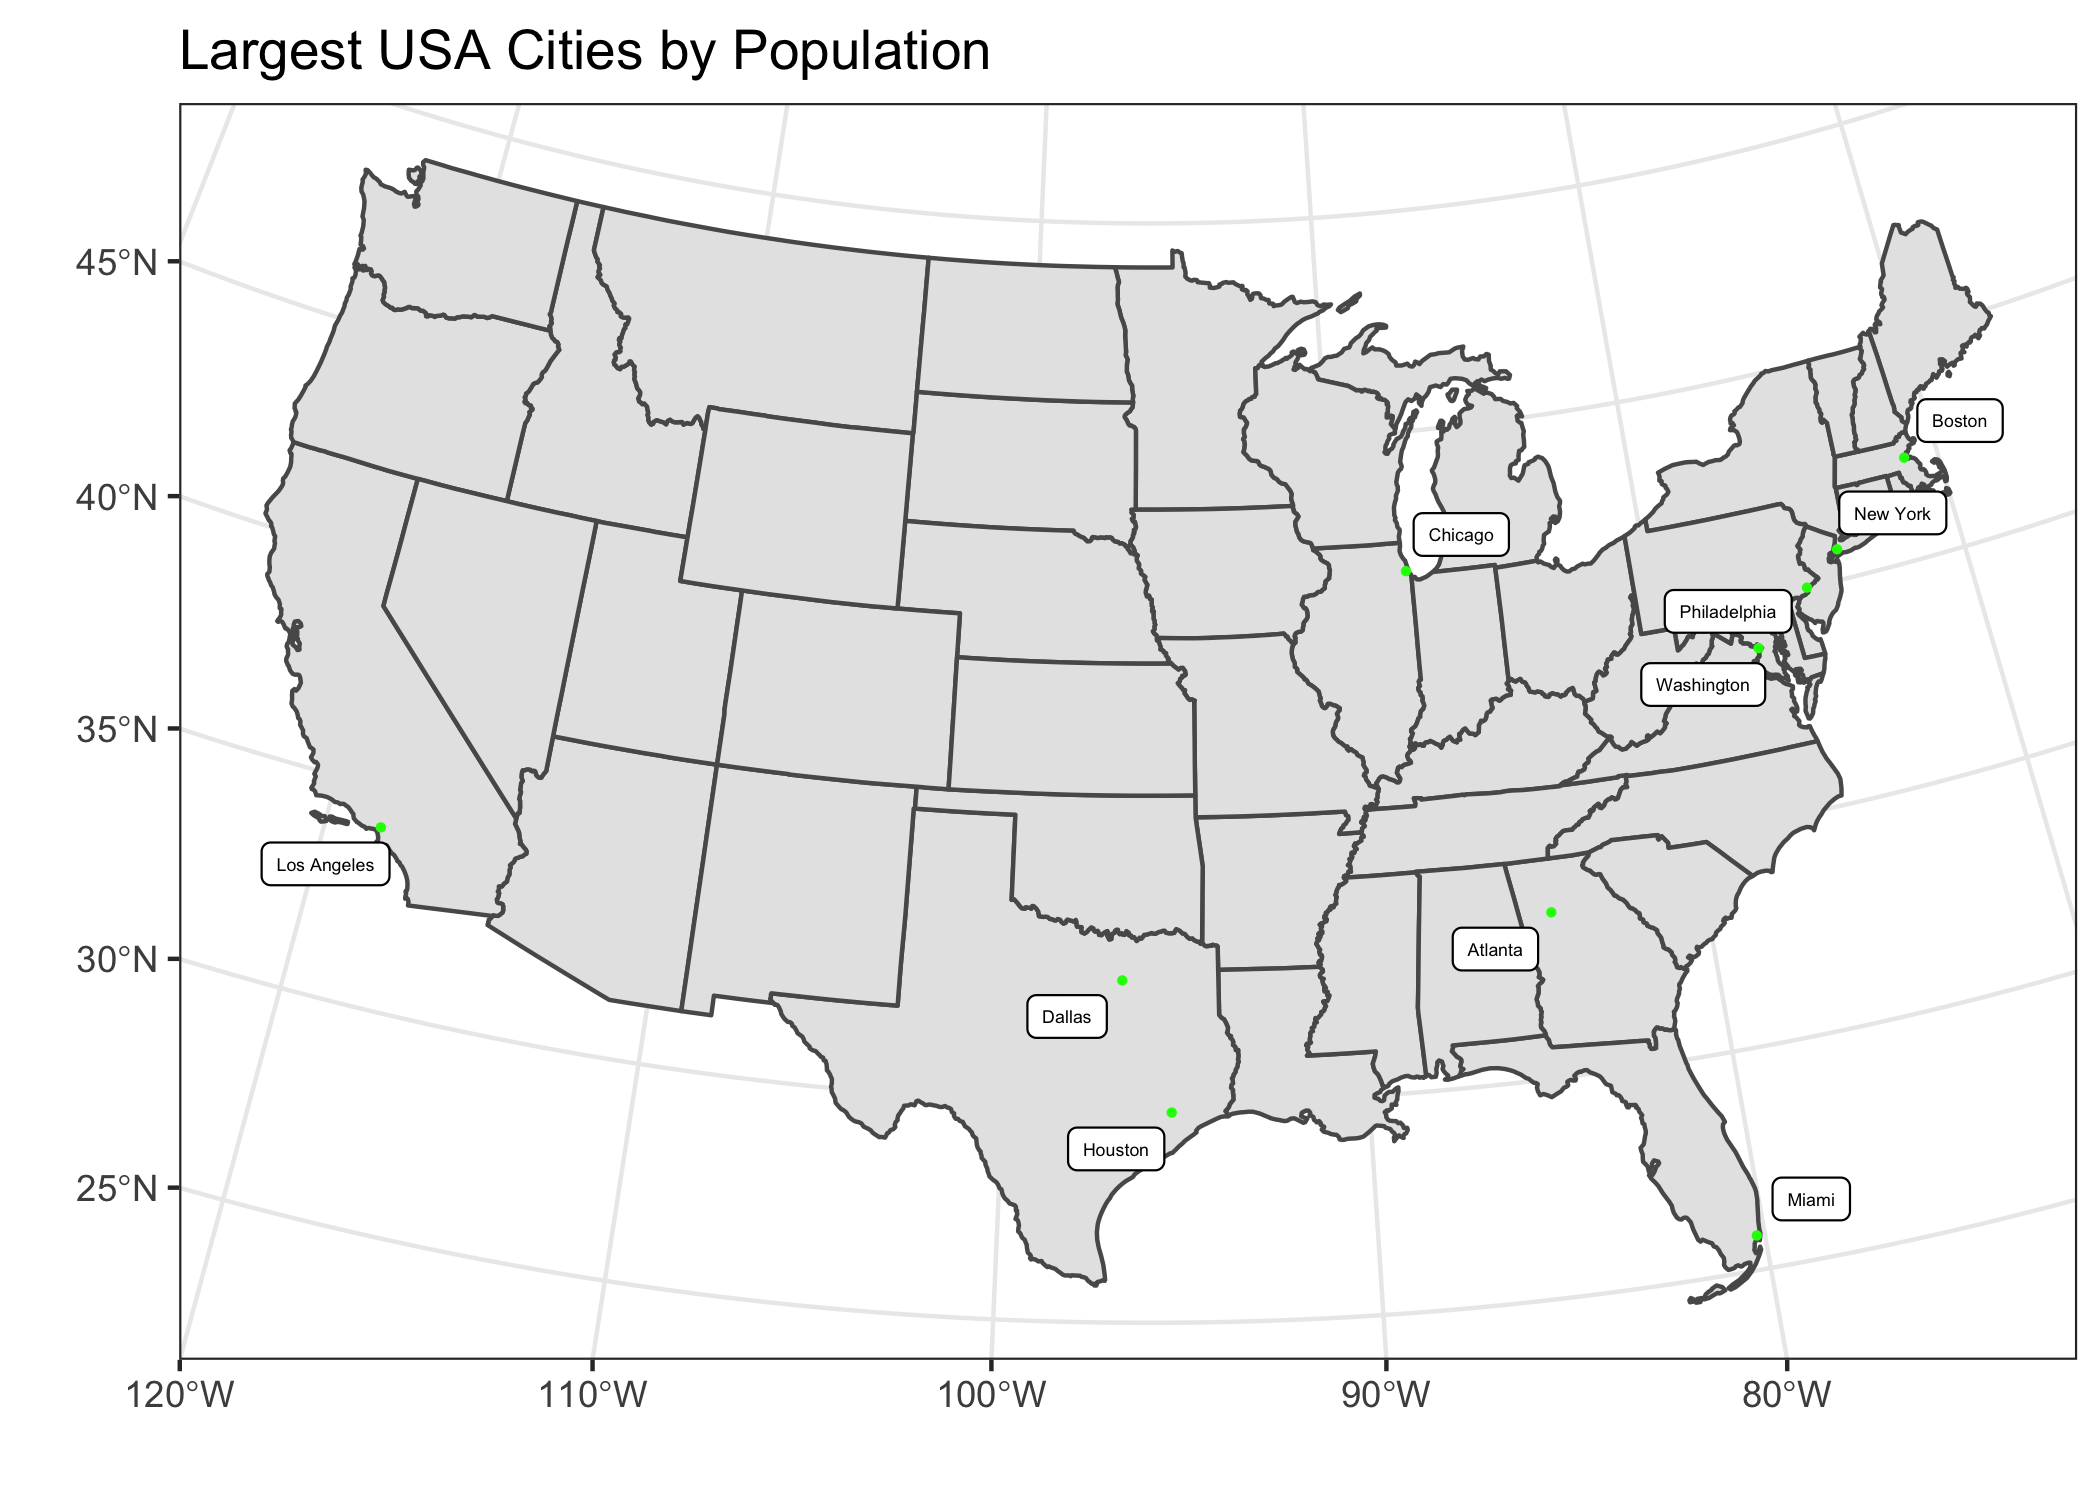 Largest USA Cities by Population
45°N
40°N
35°N
30°N
25°N
Boston
New York
Chicago
Philadelphia
Washington
Los Angeles
Atlanta
Dallas
Houston
Miami
120°W
110°W
100°W
90°W
80°W